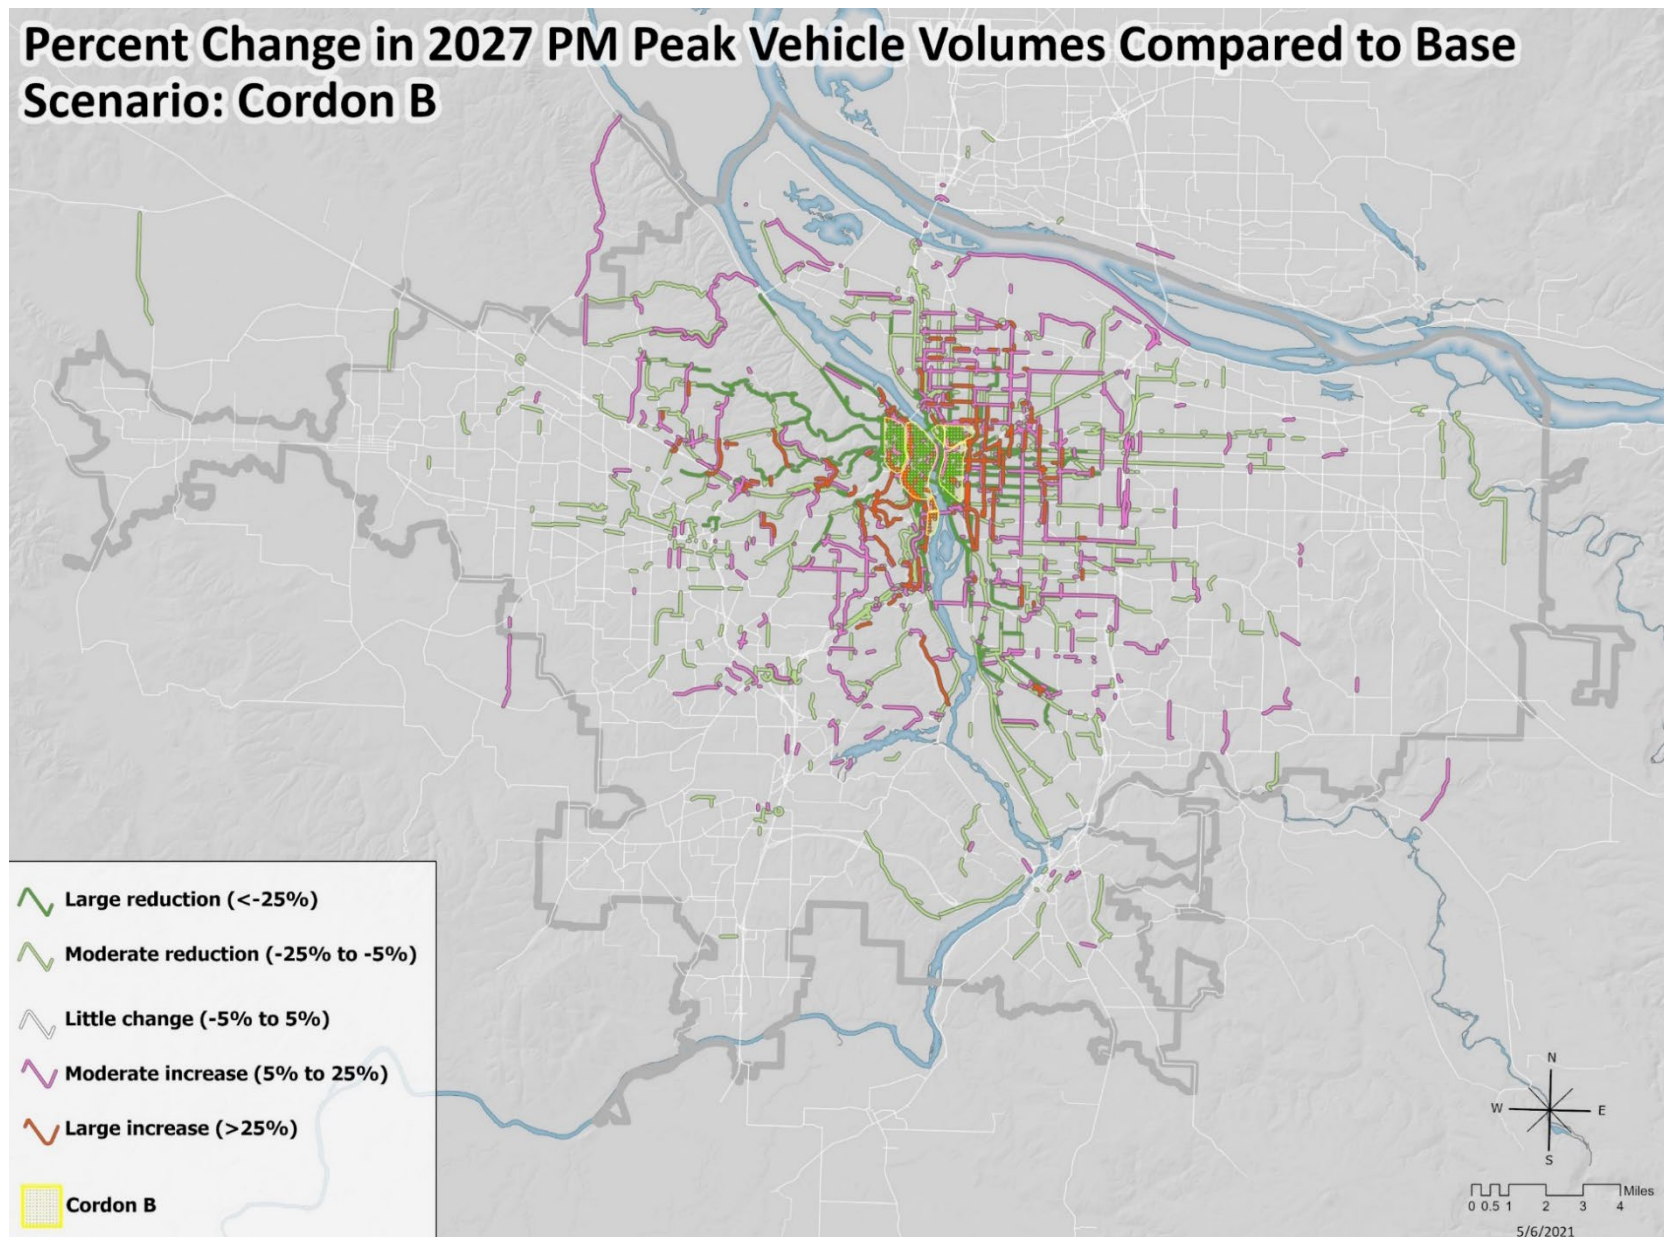 Percent Change in 2027 PM Peak Vehicle Volumes Compared to Base
Scenario: Cordon B
Large reduction (<-25%)
Moderate reduction (-25% to -5%)
Little change (-5% to 5%)
Moderate increase (5% to 25%)
Large increase (>25%)
Cordon B
N
W E
S
Miles
0 0.5 1 2 3 4
5/6/2021